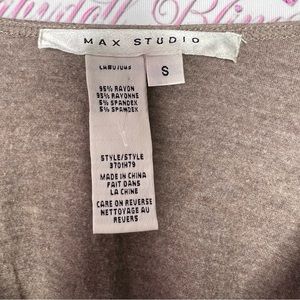 MAX STUDIO
S
95% RAYON
95% RAYONNE
5% SPANDEX
5% SPANDEX
STYLE/STYLE
3701H79
MADE IN CHINA
FAIT DANS
LA CHINE
CARE ON REVERSE
NETTOYAGE AU
REVERS